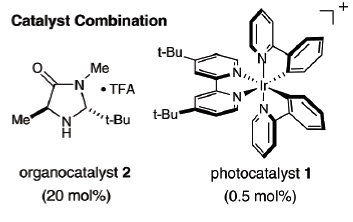 Catalyst Combination
+
t-Bu
t-Bu
N
N
N
N
Ir
O
Me
N
Me
N
H
t-Bu
• TFA
organocatalyst 2
(20 mol%)
photocatalyst 1
(0.5 mol%)